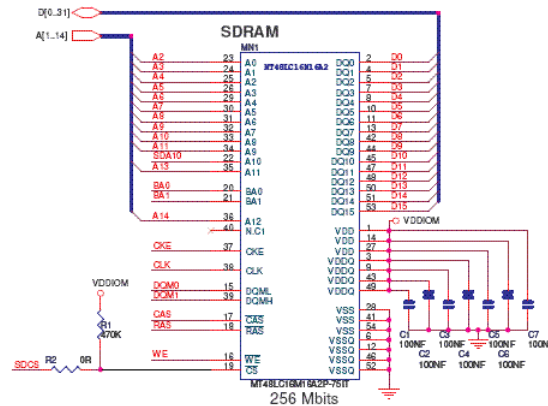 D[0..31]
A[1..14]
SDRAM
MN1
MT48LC16M16A2
A2 23 A0 DQ0 2 D0
A3 24 A1 DQ1 4 D1
A4 25 A2 DQ2 5 D2
A5 26 A3 DQ3 7 D3
A6 29 A4 DQ4 8 D4
A7 30 A5 DQ5 10 D5
A8 31 A6 DQ6 11 D6
A9 32 A7 DQ7 13 D7
A10 33 A8 DQ8 42 D8
A11 34 A9 DQ9 44 D9
SDA10 22 A10 DQ10 45 D10
A13 35 A11 DQ11 47 D11
DQ12 48 D12
BA0 20 BA0 DQ13 50 D13
BA1 21 BA1 DQ14 51 D14
DQ15 53 D15
A14 36 A12
40 N.C1
VDDIOM
VDD 1
VDD 14
CKE 37 CKE VDD 27
VDDQ 3
CLK 38 CLK VDDQ 9
VDDQ 43
DQM0 15 DQML VDDQ 49
DQM1 39 DQMH
VDDIOM
CAS 17 CAS VSS 28
RAS 18 RAS VSS 41
VSS 54
VSSQ 6
VSSQ 12
WE 16 WE VSSQ 46
19 CS VSSQ 52
R1
470K
C1 C3 C5 C7
100NF 100NF 100NF 100NF
C2 C4 C6
100NF 100NF 100NF
SDCS R2 0R
MT48LC16M16A2P-75IT
256 Mbits